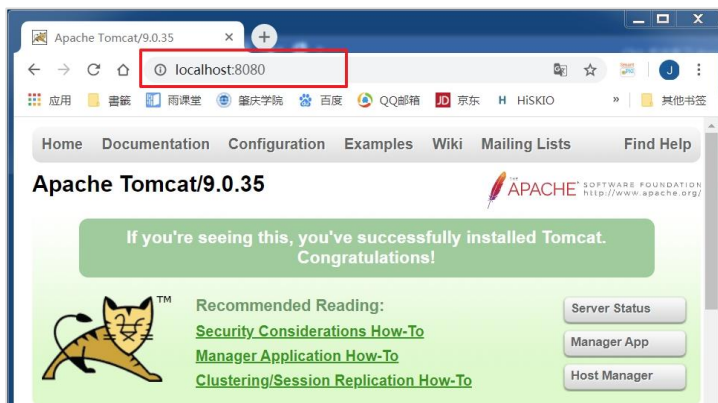 Apache Tomcat/9.0.35
localhost:8080
J
应用 書籤 雨课堂 肇庆学院 百度 QQ邮箱 JD 京东 H HiSKIO » 其他书签
Home Documentation Configuration Examples Wiki Mailing Lists Find Help
Apache Tomcat/9.0.35
THE
APACHE SOFTWARE FOUNDATION
http://www.apache.org/
If you're seeing this, you've successfully installed Tomcat.
Congratulations!
TM
Recommended Reading:
Security Considerations How-To
Manager Application How-To
Clustering/Session Replication How-To
Server Status
Manager App
Host Manager